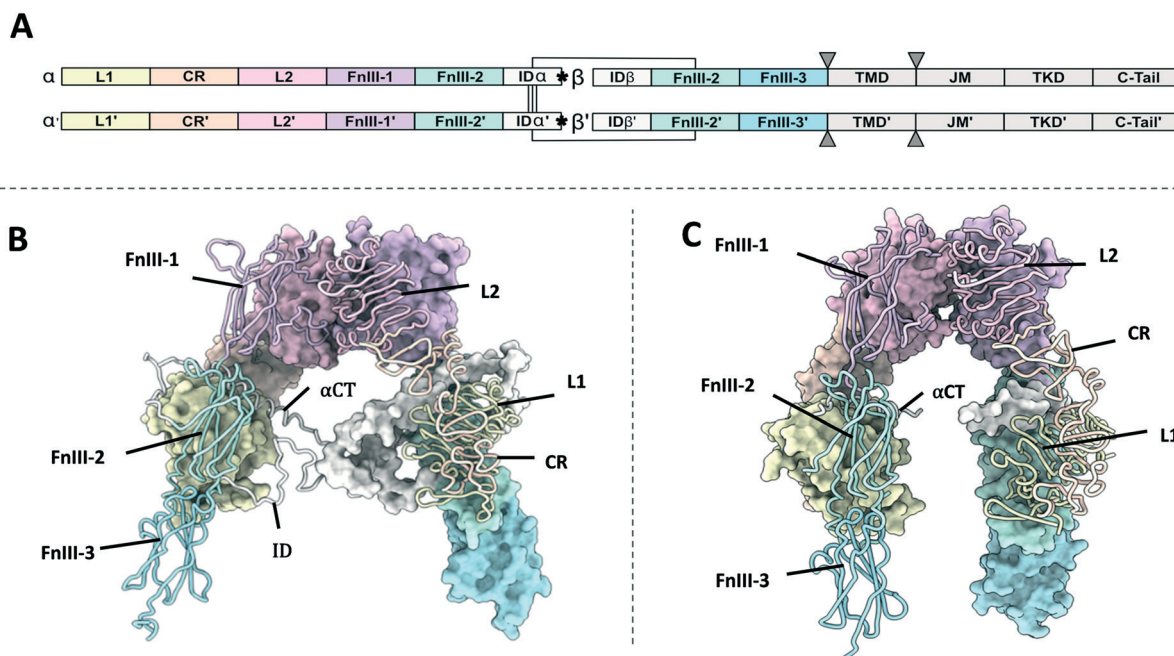 A
α L1 CR L2 FnIII-1 FnIII-2 IDα * β IDβ FnIII-2 FnIII-3 TMD JM TKD C-Tail
α' L1' CR' L2' FnIII-1' FnIII-2' IDα' * β' IDβ' FnIII-2' FnIII-3' TMD' JM' TKD' C-Tail'
B
FnIII-1
L2
αCT
L1
FnIII-2
CR
FnIII-3
ID
C
FnIII-1
L2
CR
FnIII-2
αCT
L1
FnIII-3